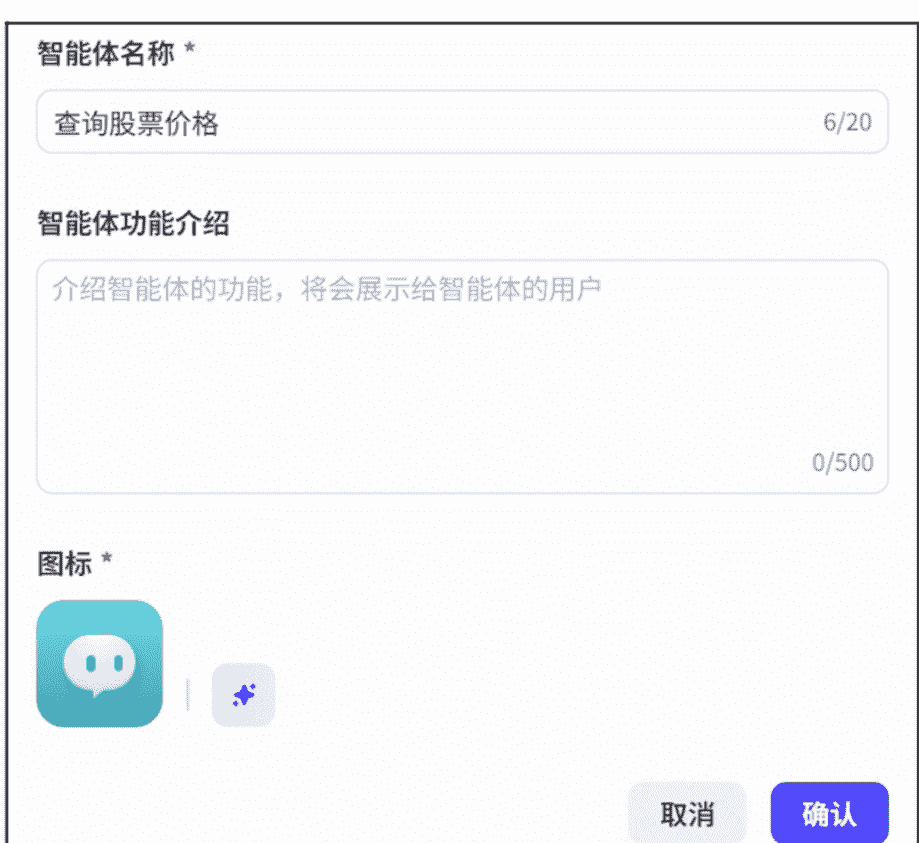 智能体名称 *
查询股票价格 6/20
智能体功能介绍
介绍智能体的功能，将会展示给智能体的用户
0/500
图标 *
取消 确认